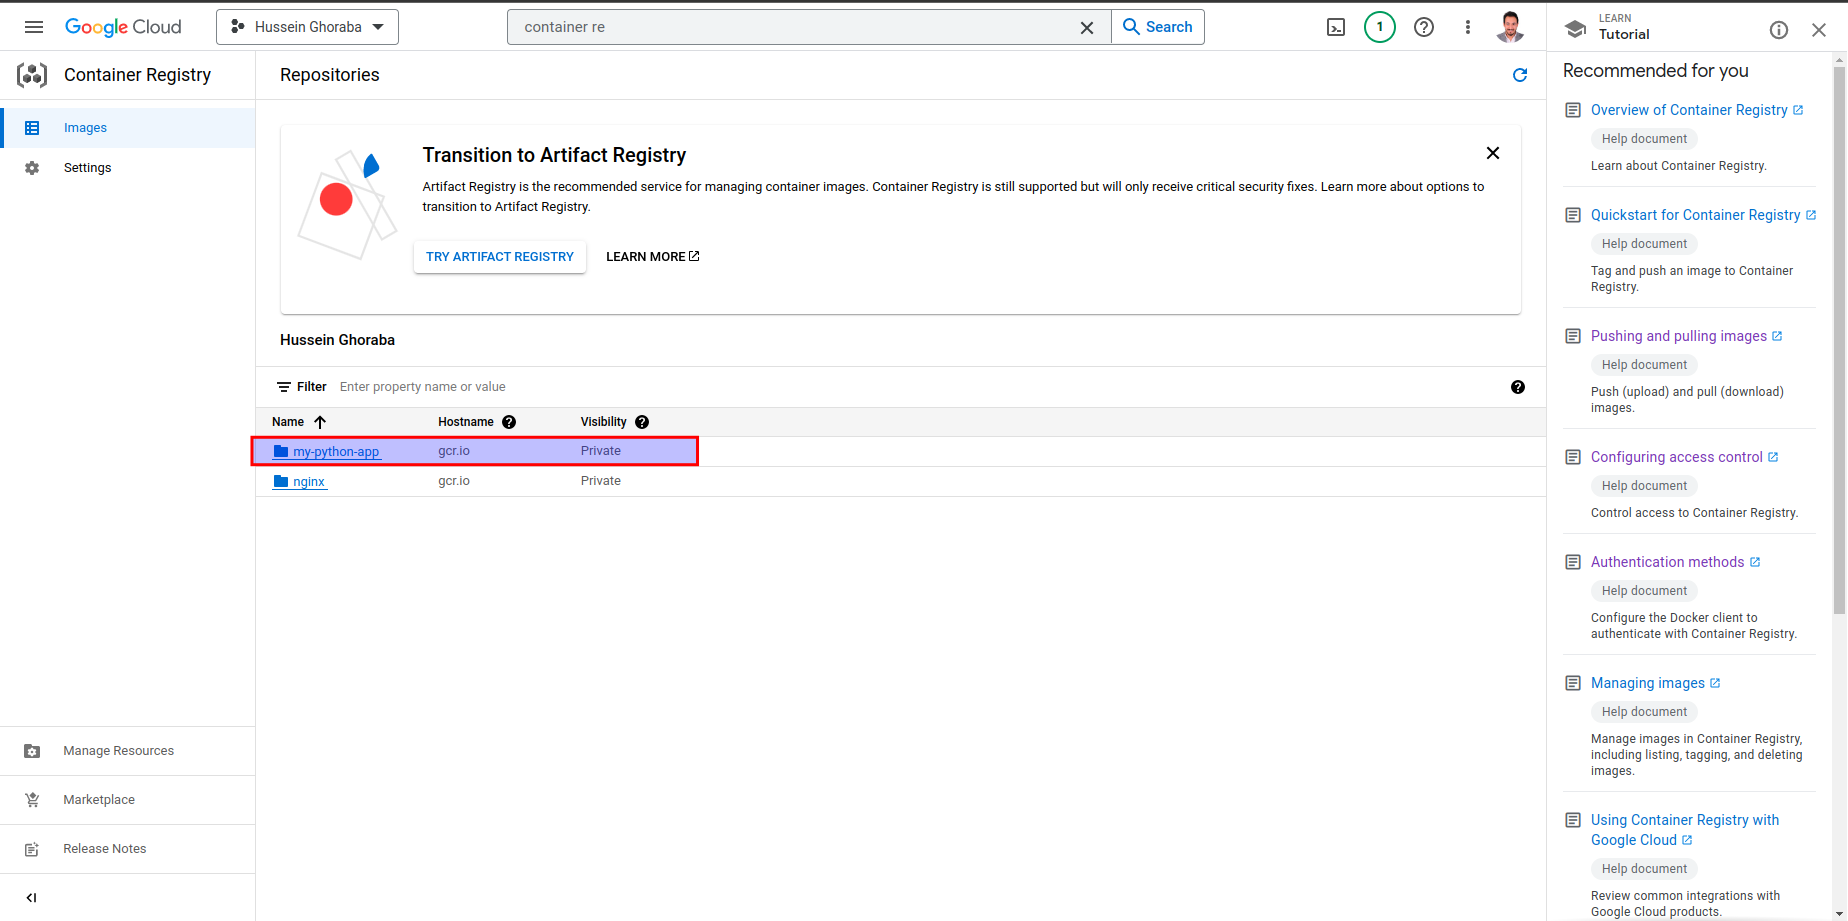 Google Cloud
Hussein Ghoraba
container re
Search
1
LEARN
Tutorial
Container Registry
Images
Settings
Manage Resources
Marketplace
Release Notes
Repositories
Transition to Artifact Registry
Artifact Registry is the recommended service for managing container images. Container Registry is still supported but will only receive critical security fixes. Learn more about options to
transition to Artifact Registry.
TRY ARTIFACT REGISTRY
LEARN MORE
Hussein Ghoraba
Filter Enter property name or value
Name Hostname Visibility
my-python-app gcr.io Private
nginx gcr.io Private
Recommended for you
Overview of Container Registry
Help document
Learn about Container Registry.
Quickstart for Container Registry
Help document
Tag and push an image to Container
Registry.
Pushing and pulling images
Help document
Push (upload) and pull (download)
images.
Configuring access control
Help document
Control access to Container Registry.
Authentication methods
Help document
Configure the Docker client to
authenticate with Container Registry.
Managing images
Help document
Manage images in Container Registry,
including listing, tagging, and deleting
images.
Using Container Registry with
Google Cloud
Help document
Review common integrations with
Google Cloud products.